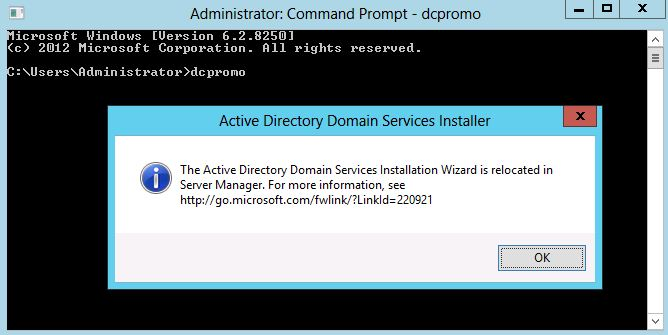 Administrator: Command Prompt - dcpromo
Microsoft Windows [Version 6.2.8250]
(c) 2012 Microsoft Corporation. All rights reserved.
C:\Users\Administrator>dcpromo
Active Directory Domain Services Installer
The Active Directory Domain Services Installation Wizard is relocated in
Server Manager. For more information, see
http://go.microsoft.com/fwlink/?LinkId=220921
OK